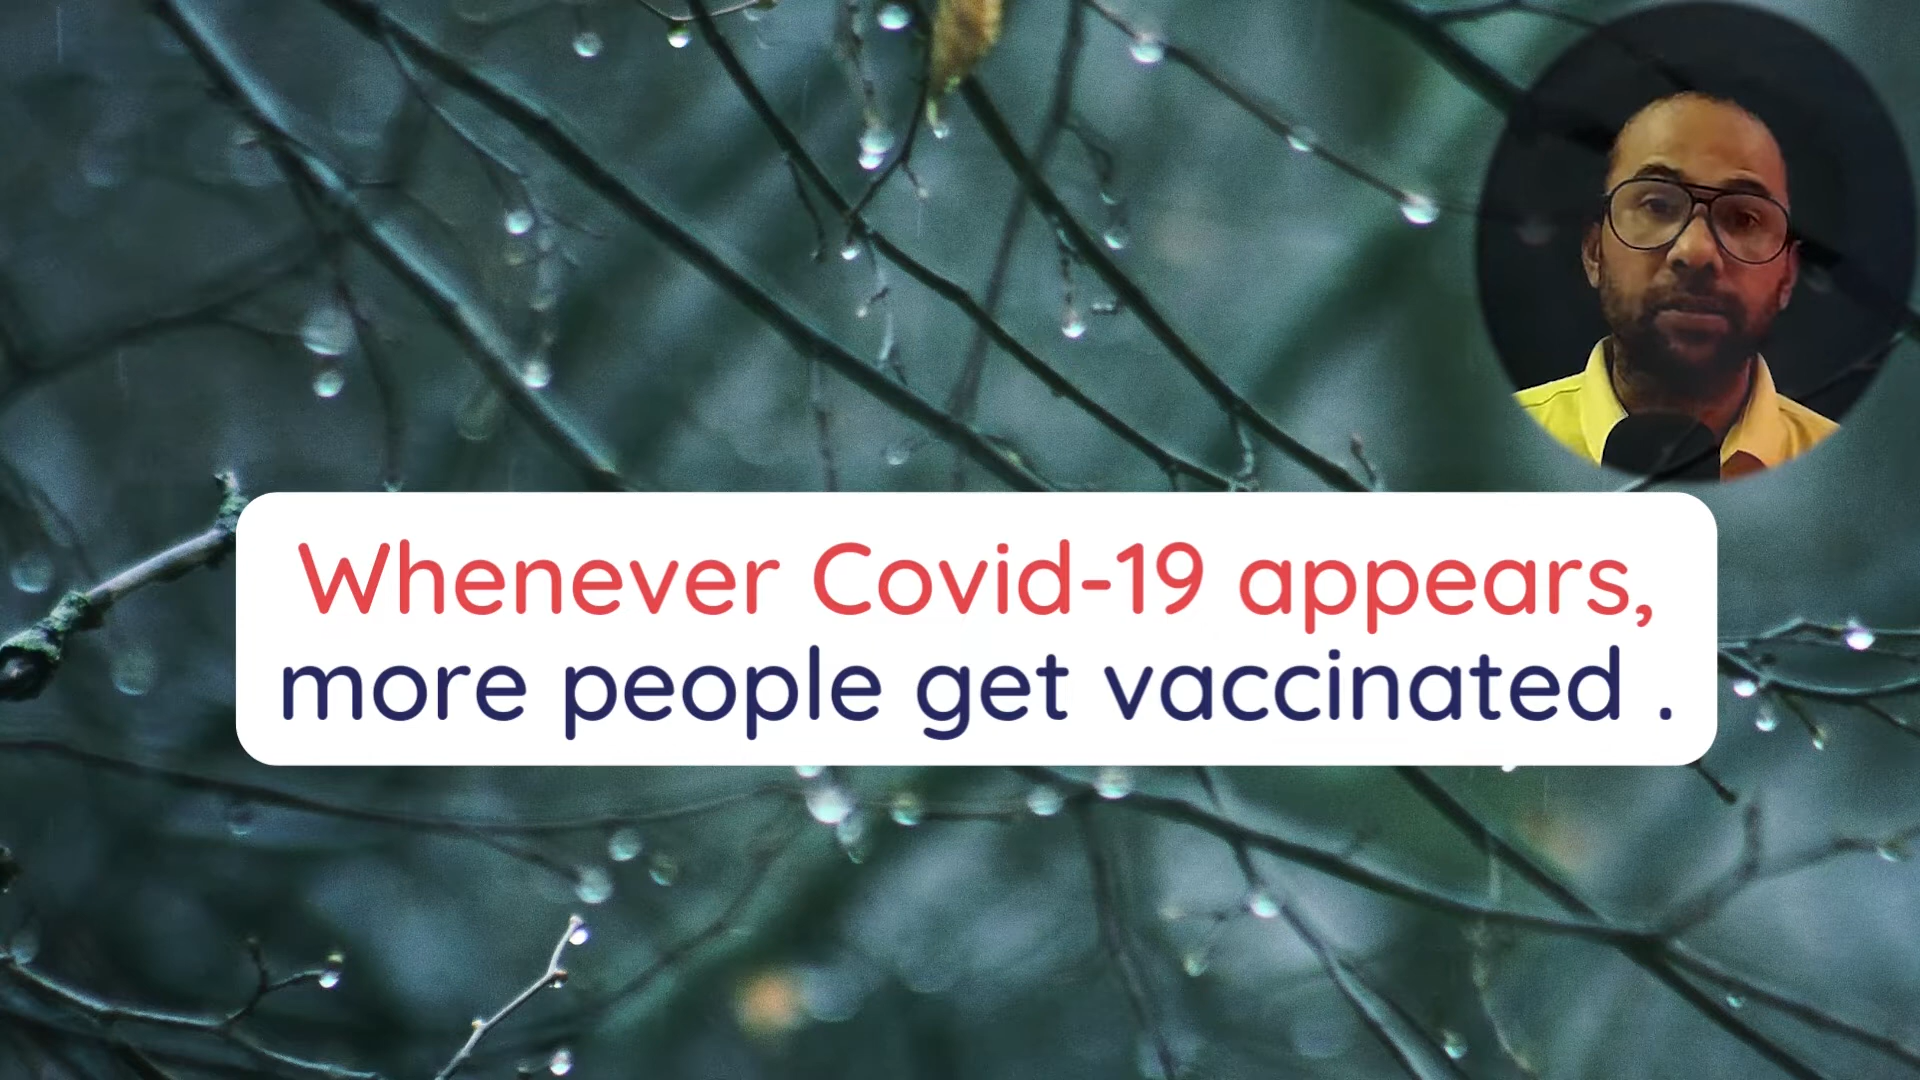 Whenever Covid-19 appears,
more people get vaccinated .